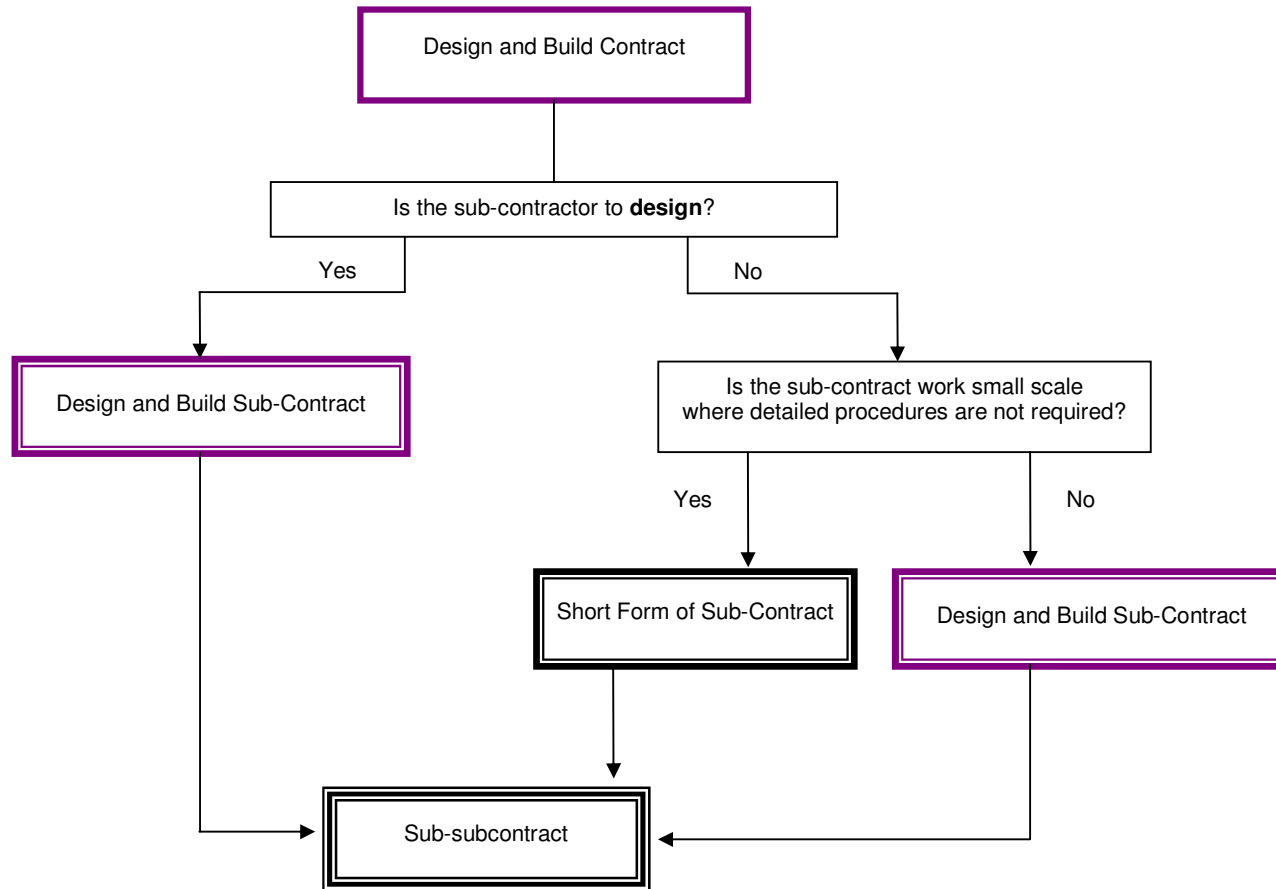 Design and Build Contract
Is the sub-contractor to design?
Yes
No
Design and Build Sub-Contract
Is the sub-contract work small scale
where detailed procedures are not required?
Yes
No
Short Form of Sub-Contract
Design and Build Sub-Contract
Sub-subcontract